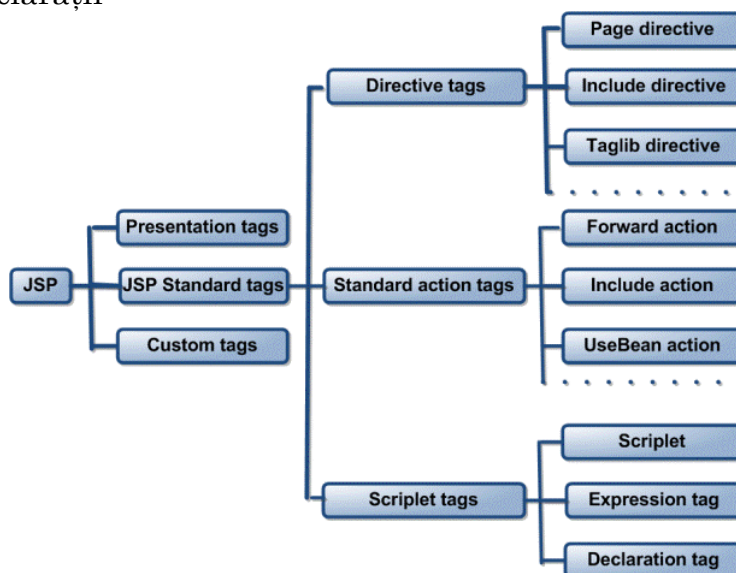 Page directive
Directive tags
Include directive
Taglib directive
Presentation tags
Forward action
JSP
JSP Standard tags
Standard action tags
Include action
Custom tags
UseBean action
Scriplet
Scriplet tags
Expression tag
Declaration tag